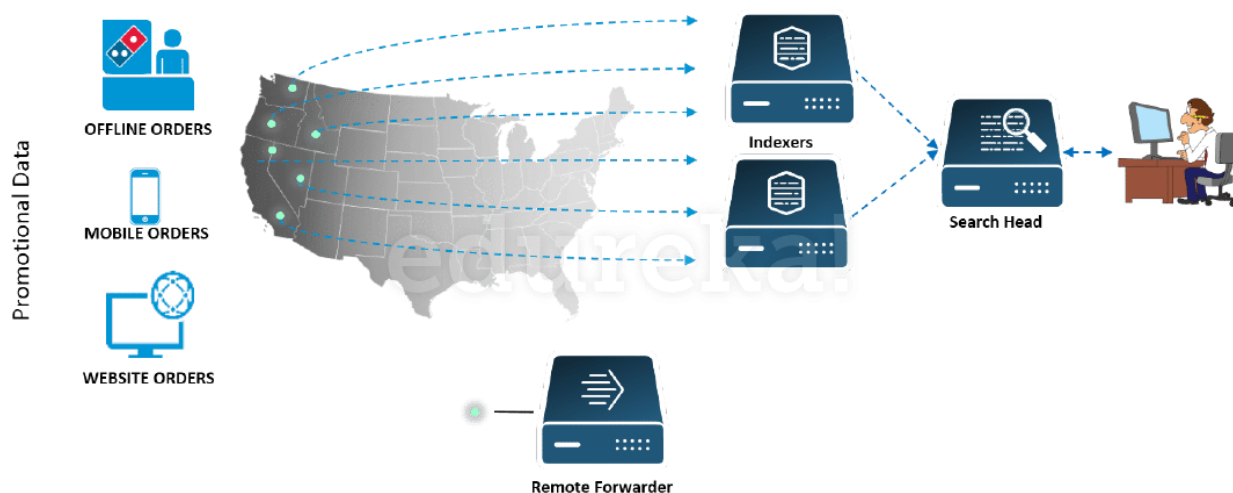 Promotional Data
OFFLINE ORDERS
MOBILE ORDERS
WEBSITE ORDERS
edureka!
Indexers
Search Head
Remote Forwarder